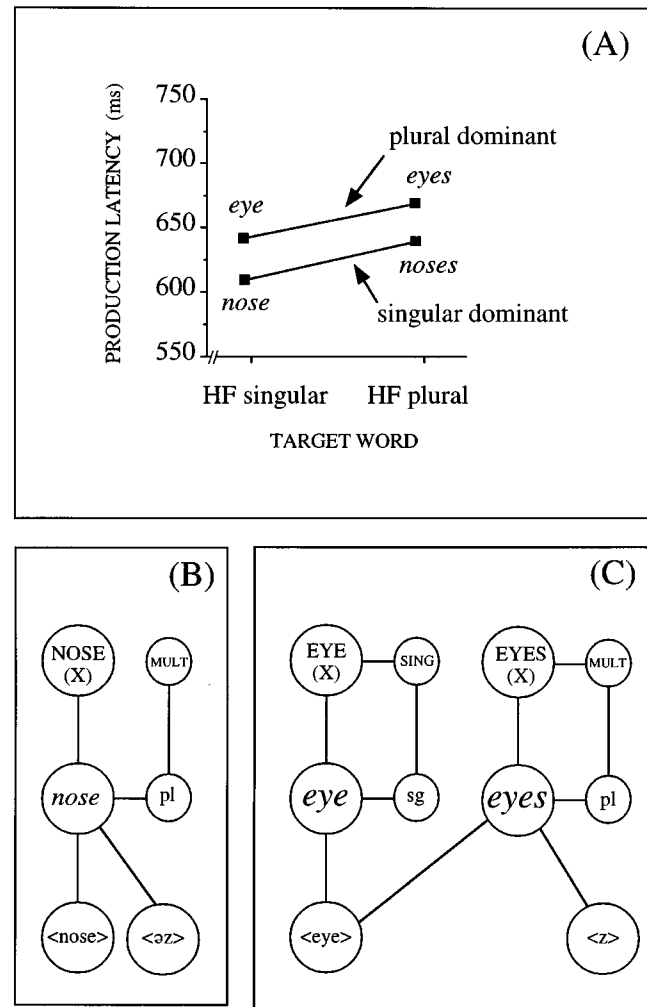 (A)
PRODUCTION LATENCY (ms)
750
700
650
600
550
plural dominant
eyes
eye
noses
nose
singular dominant
HF singular HF plural
TARGET WORD
(B)
NOSE
(X)
MULT
nose
pl
<nose>
<əz>
(C)
EYE
(X)
SING
EYES
(X)
MULT
eye
sg
eyes
pl
<eye>
<z>